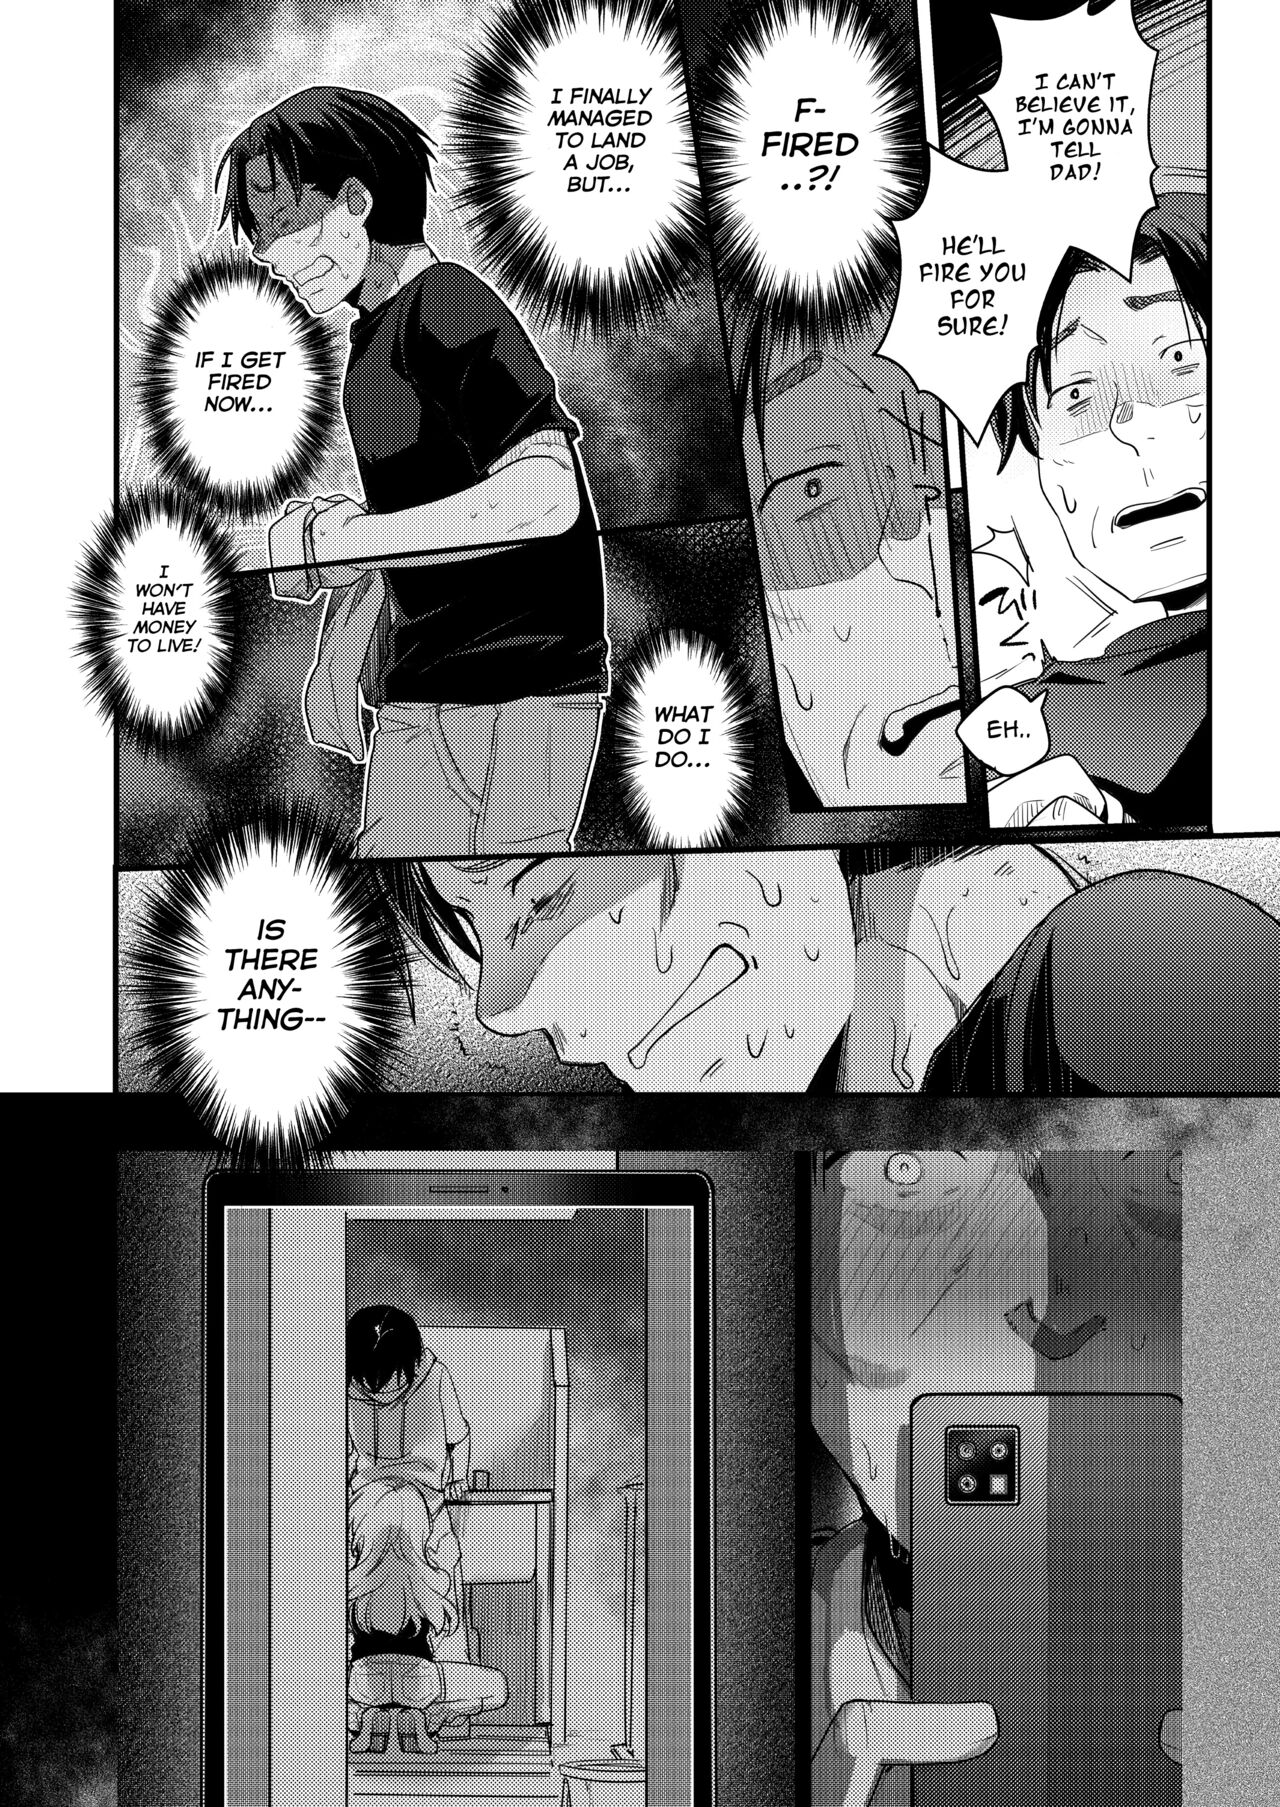 I CAN'T
BELIEVE IT,
I'M GONNA
TELL
DAD!
HE'LL
FIRE YOU
FOR
SURE!
EH..
F-
FIRED
..?!
I FINALLY
MANAGED
TO LAND
A JOB,
BUT...
IF I GET
FIRED
NOW...
I
WON'T
HAVE
MONEY
TO LIVE!
WHAT
DO I
DO...
IS
THERE
ANY-
THING--